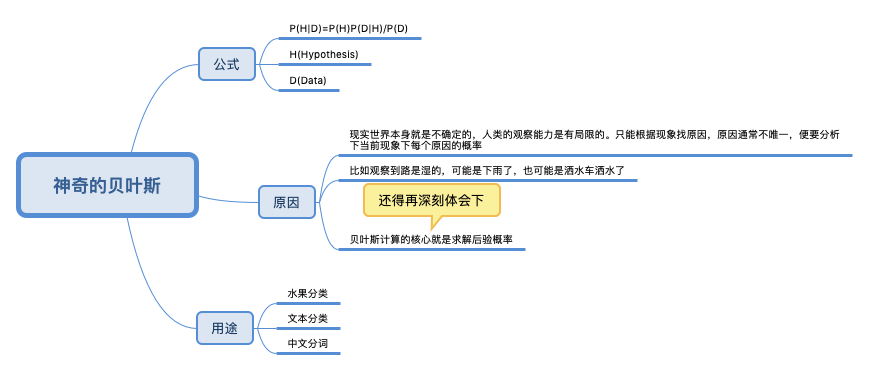 神奇的贝叶斯
公式
P(H|D)=P(H)P(D|H)/P(D)
H(Hypothesis)
D(Data)
原因
现实世界本身就是不确定的，人类的观察能力是有局限的。只能根据现象找原因，原因通常不唯一，便要分析
下当前现象下每个原因的概率
比如观察到路是湿的，可能是下雨了，也可能是洒水车洒水了
还得再深刻体会下
贝叶斯计算的核心就是求解后验概率
用途
水果分类
文本分类
中文分词